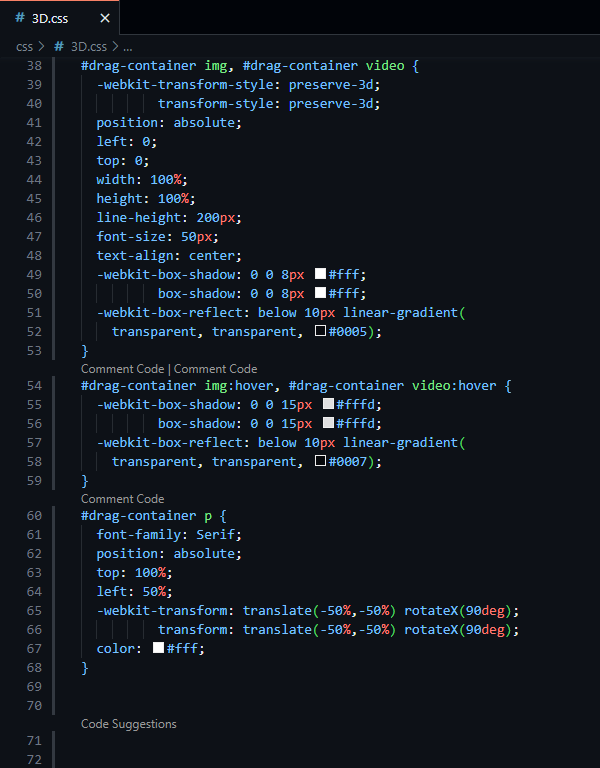 # 3D.css ×
css > # 3D.css > ...
38 #drag-container img, #drag-container video {
39 -webkit-transform-style: preserve-3d;
40 transform-style: preserve-3d;
41 position: absolute;
42 left: 0;
43 top: 0;
44 width: 100%;
45 height: 100%;
46 line-height: 200px;
47 font-size: 50px;
48 text-align: center;
49 -webkit-box-shadow: 0 0 8px #fff;
50 box-shadow: 0 0 8px #fff;
51 -webkit-box-reflect: below 10px linear-gradient(
52 transparent, transparent, #0005);
53 }
Comment Code | Comment Code
54 #drag-container img:hover, #drag-container video:hover {
55 -webkit-box-shadow: 0 0 15px #fffd;
56 box-shadow: 0 0 15px #fffd;
57 -webkit-box-reflect: below 10px linear-gradient(
58 transparent, transparent, #0007);
59 }
Comment Code
60 #drag-container p {
61 font-family: Serif;
62 position: absolute;
63 top: 100%;
64 left: 50%;
65 -webkit-transform: translate(-50%,-50%) rotateX(90deg);
66 transform: translate(-50%,-50%) rotateX(90deg);
67 color: #fff;
68 }
69
70
Code Suggestions
71
72